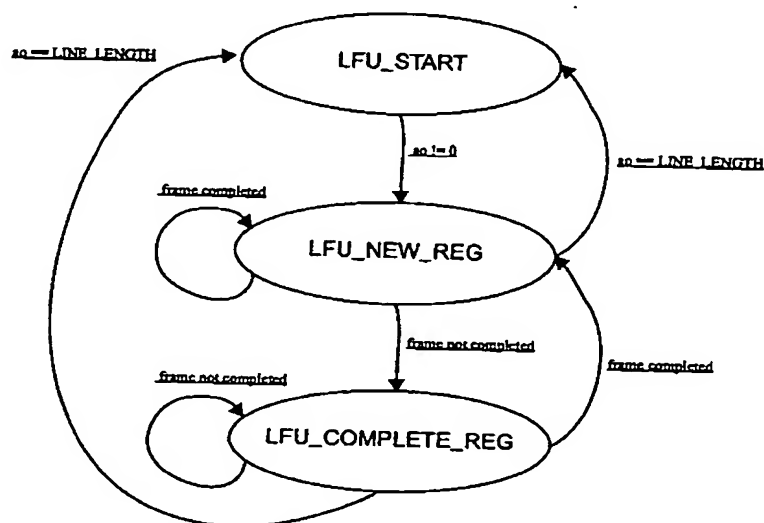 ao == LINE_LENGTH
LFU_START
ao != 0
ao == LINE_LENGTH
frame completed
LFU_NEW_REG
frame not completed
frame completed
frame not completed
LFU_COMPLETE_REG